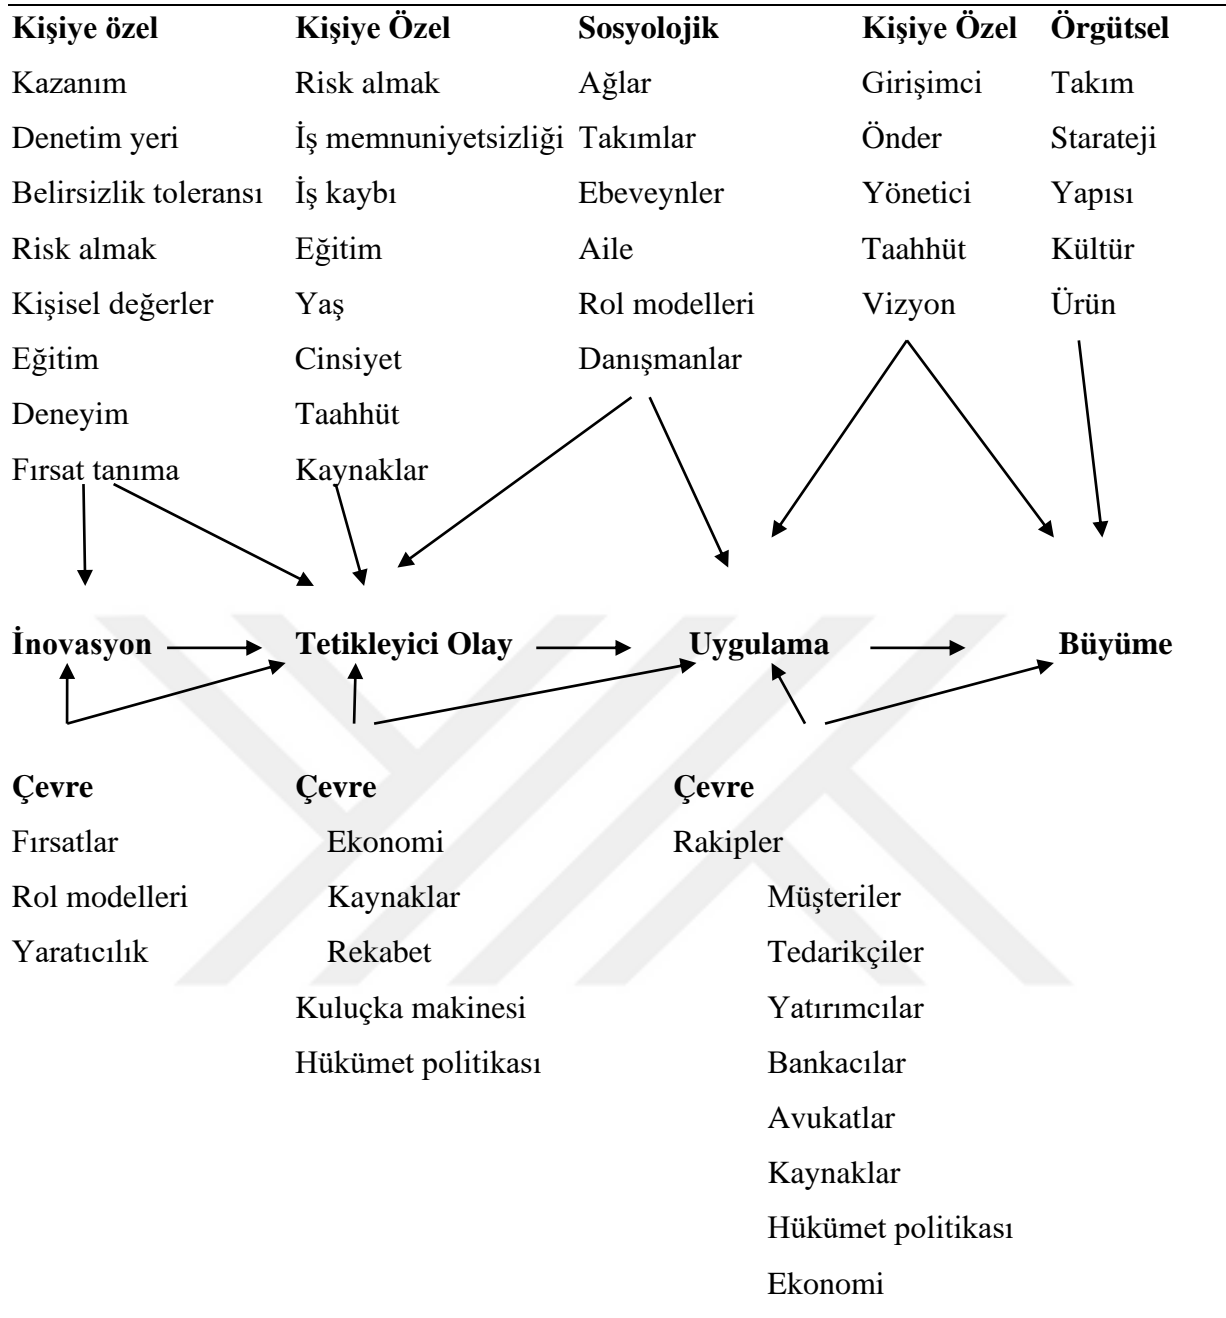 Kişiye özel Kişiye Özel Sosyolojik Kişiye Özel Örgütsel
Kazanım Risk almak Ağlar Girişimci Takım
Denetim yeri İş memnuniyetsizliği Takımlar Önder Starateji
Belirsizlik toleransı İş kaybı Ebeveynler Yönetici Yapısı
Risk almak Eğitim Aile Taahhüt Kültür
Kişisel değerler Yaş Rol modelleri Vizyon Ürün
Eğitim Cinsiyet Danışmanlar
Deneyim Taahhüt
Fırsat tanıma Kaynaklar
İnovasyon Tetikleyici Olay Uygulama Büyüme
Çevre Çevre Çevre
Fırsatlar Ekonomi Rakipler
Rol modelleri Kaynaklar Müşteriler
Yaratıcılık Rekabet Tedarikçiler
Kuluçka makinesi Yatırımcılar
Hükümet politikası Bankacılar
Avukatlar
Kaynaklar
Hükümet politikası
Ekonomi